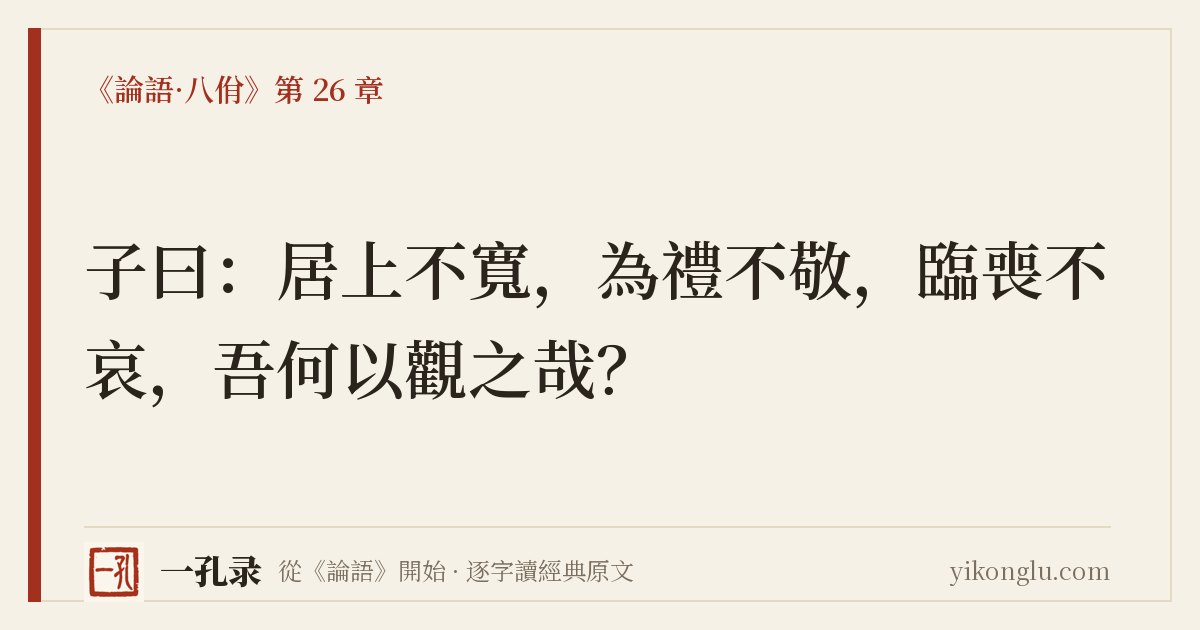 《論語·八佾》第 26 章
子曰：居上不寬，為禮不敬，臨喪不
哀，吾何以觀之哉？
一孔
一孔录 從《論語》開始 · 逐字讀經典原文
yikonglu.com